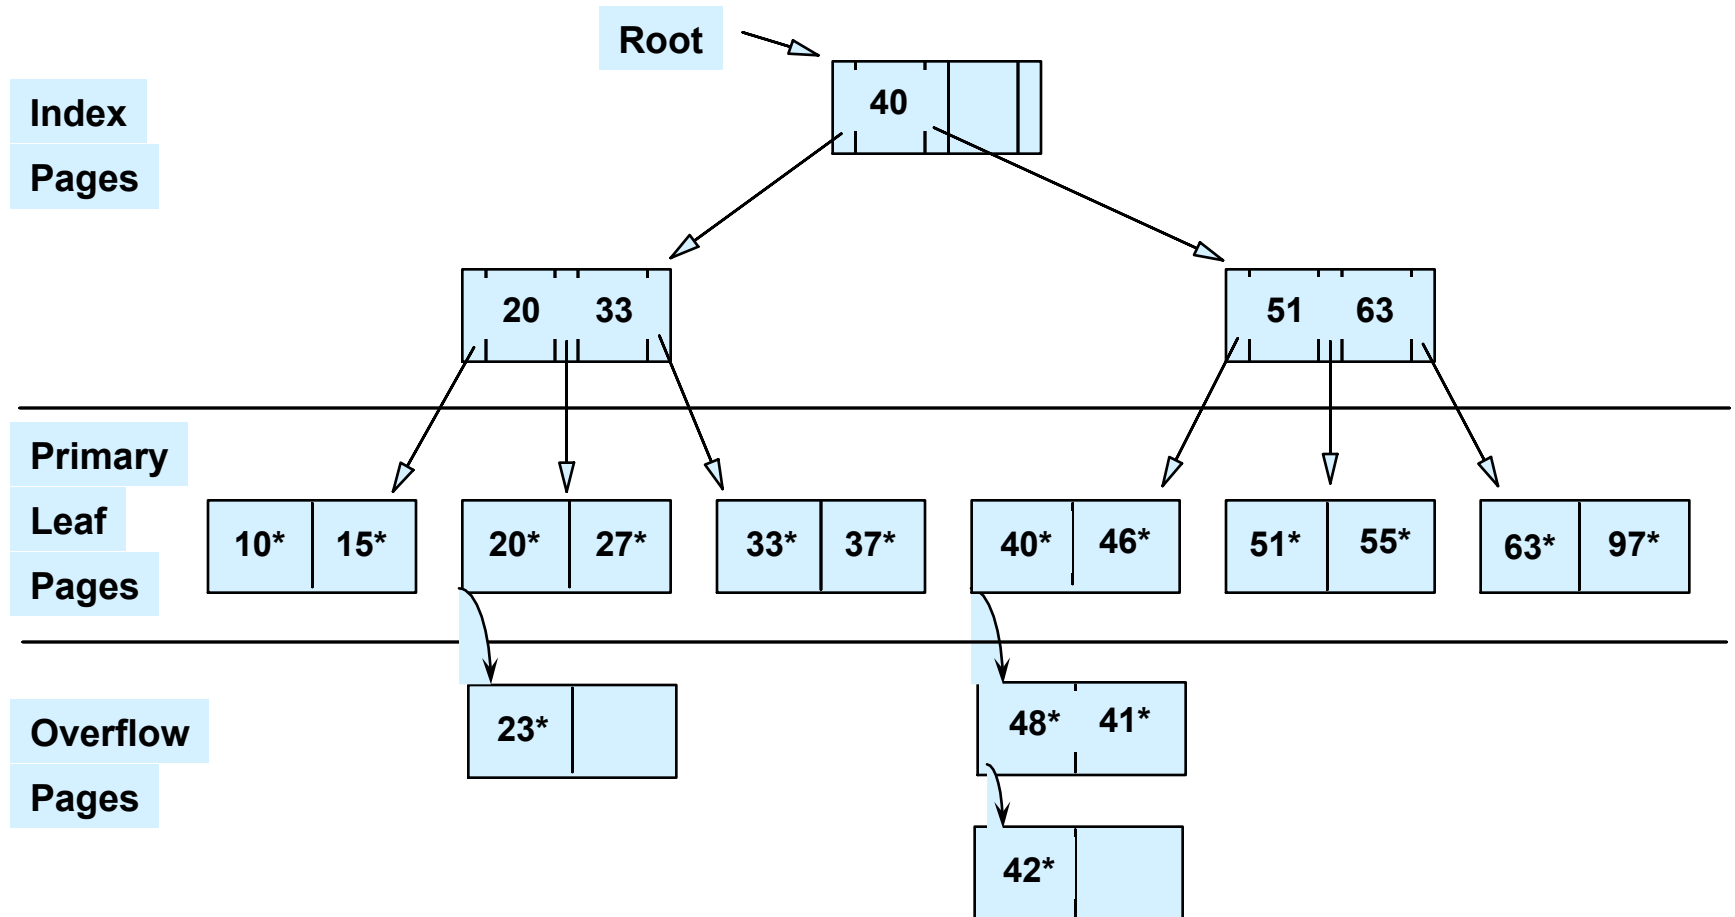 Root
Index
Pages
40
20 33
51 63
Primary
Leaf
Pages
10* 15*
20* 27*
33* 37*
40* 46*
51* 55*
63* 97*
Overflow
Pages
23*
48* 41*
42*